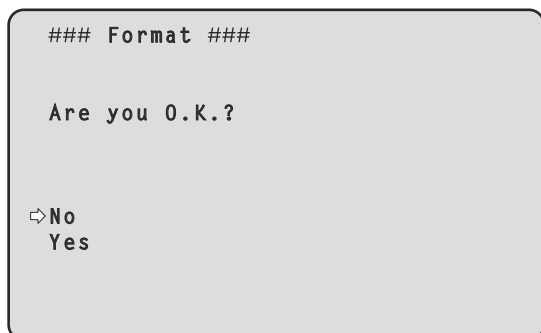 ### Format ###
Are you O.K.?
⇨No
Yes